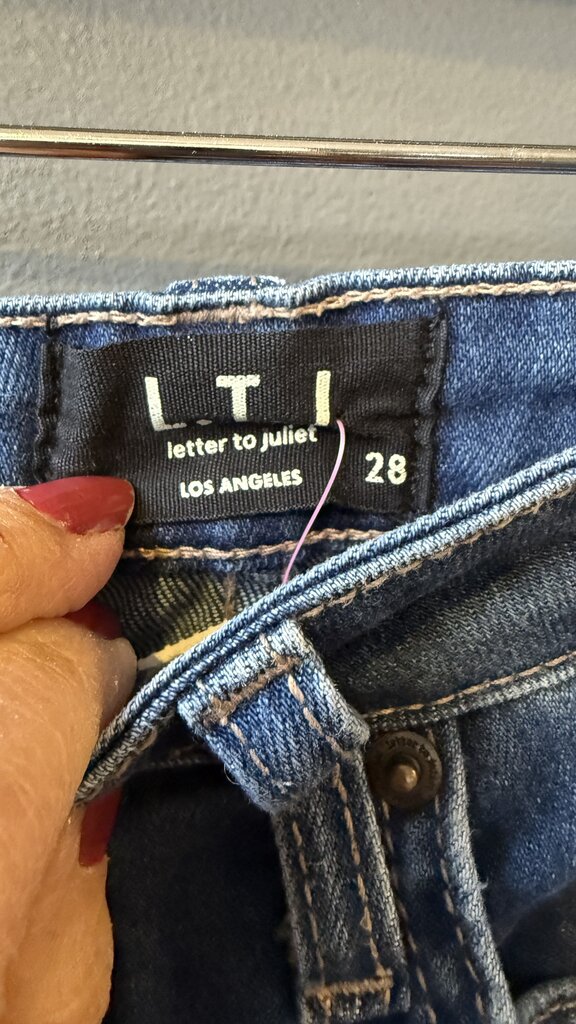 L.T.J.
letter to juliet
LOS ANGELES
28